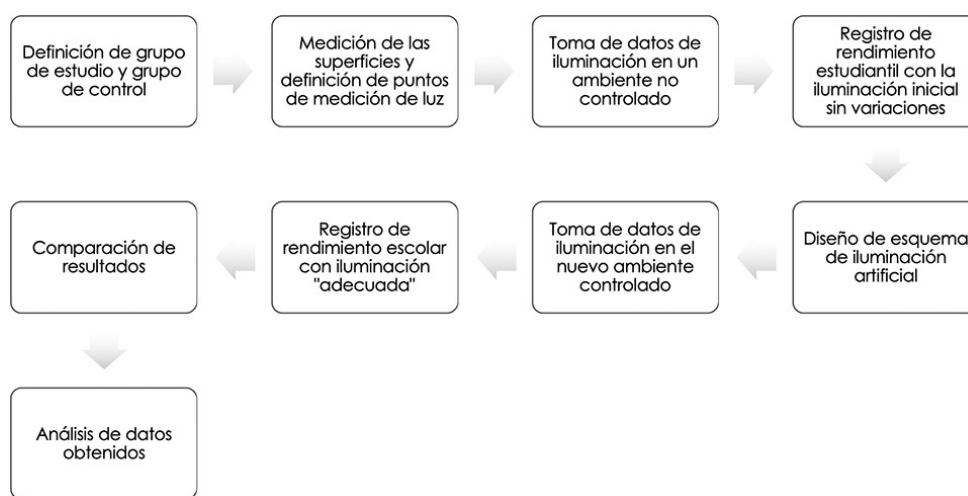 Definición de grupo
de estudio y grupo
de control
Medición de las
superficies y
definición de puntos
de medición de luz
Toma de datos de
iluminación en un
ambiente no
controlado
Registro de
rendimiento
estudiantil con la
iluminación inicial
sin variaciones
Diseño de esquema
de iluminación
artificial
Toma de datos de
iluminación en el
nuevo ambiente
controlado
Registro de
rendimiento escolar
con iluminación
"adecuada"
Comparación de
resultados
Análisis de datos
obtenidos